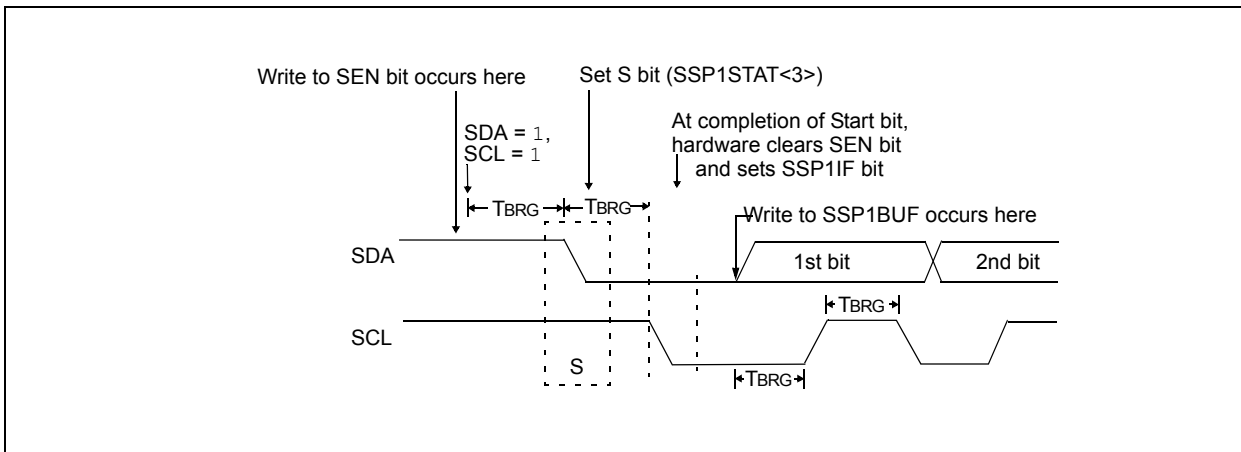 Write to SEN bit occurs here
Set S bit (SSP1STAT<3>)
SDA = 1,
SCL = 1
At completion of Start bit,
hardware clears SEN bit
and sets SSP1IF bit
TBRG
TBRG
Write to SSP1BUF occurs here
SDA
1st bit
2nd bit
TBRG
SCL
S
TBRG